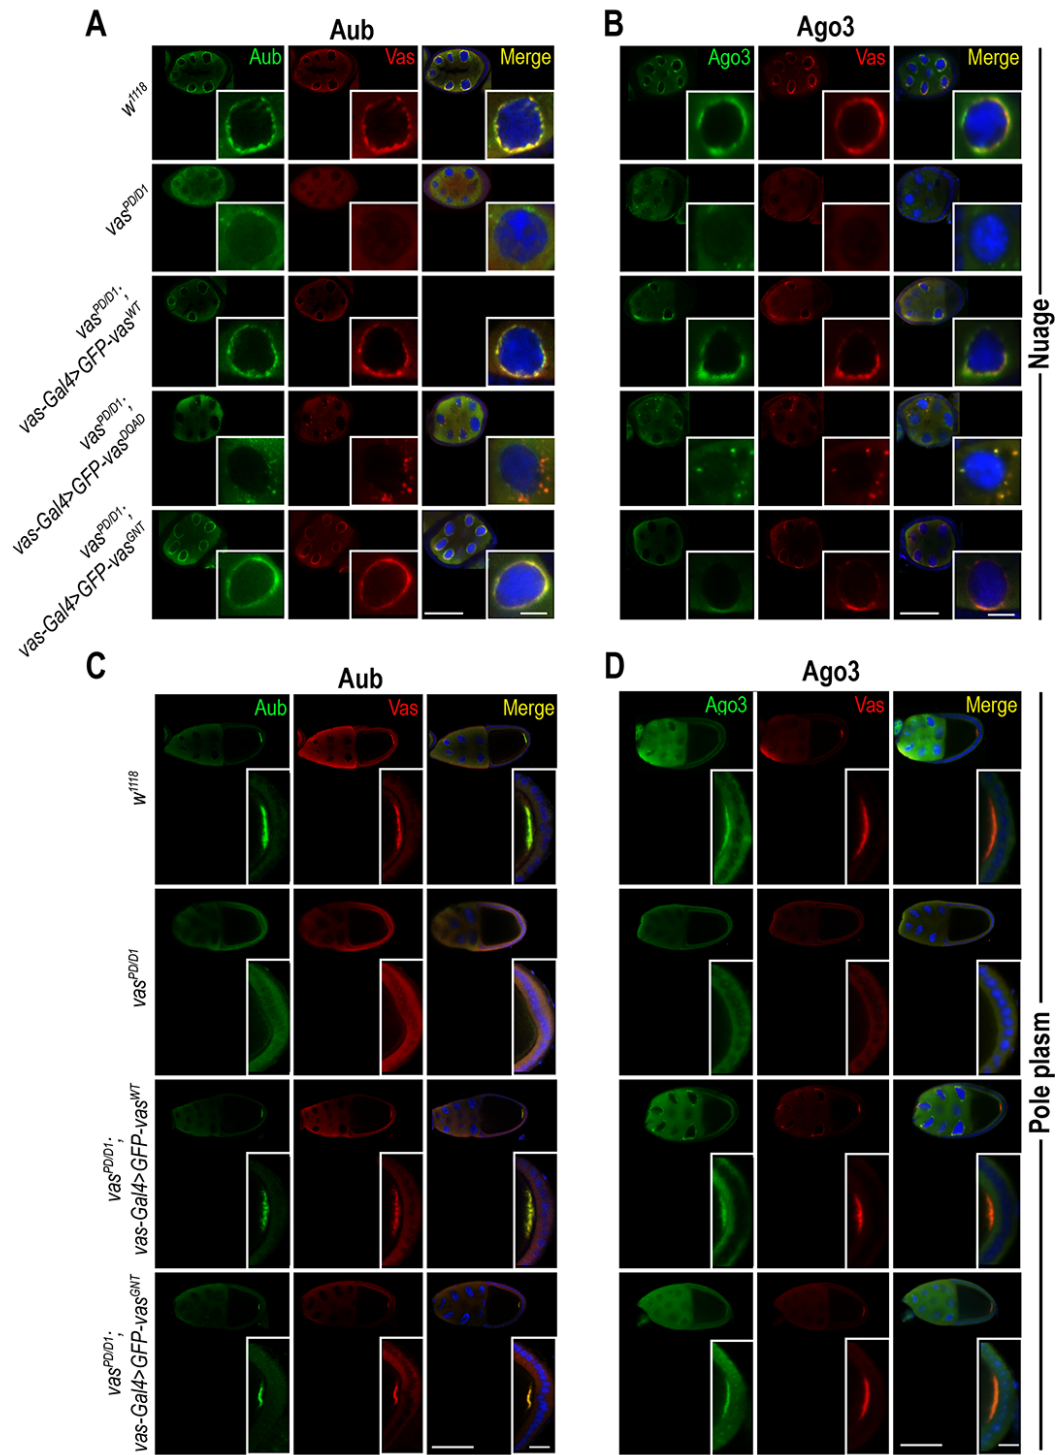 A
Aub
Aub
Vas
Merge
w1118
vasPD/D1
vasPD/D1;
vas-Gal4>GFP-vasWT
vasPD/D1;
vas-Gal4>GFP-vasDQAD
vasPD/D1;
vas-Gal4>GFP-vasGNT
B
Ago3
Ago3
Vas
Merge
Nuage
C
Aub
Aub
Vas
Merge
w1118
vasPD/D1
vasPD/D1;
vas-Gal4>GFP-vasWT
vasPD/D1;
vas-Gal4>GFP-vasGNT
D
Ago3
Ago3
Vas
Merge
Pole plasm